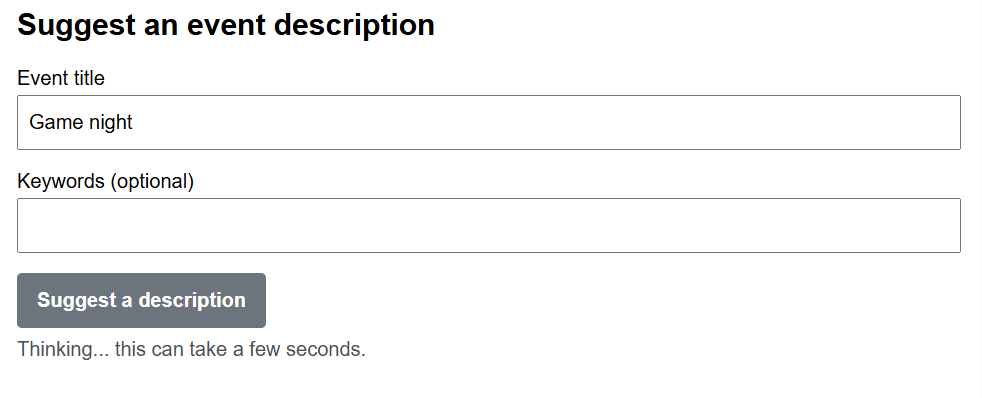 Suggest an event description
Event title
Game night
Keywords (optional)
Suggest a description
Thinking... this can take a few seconds.